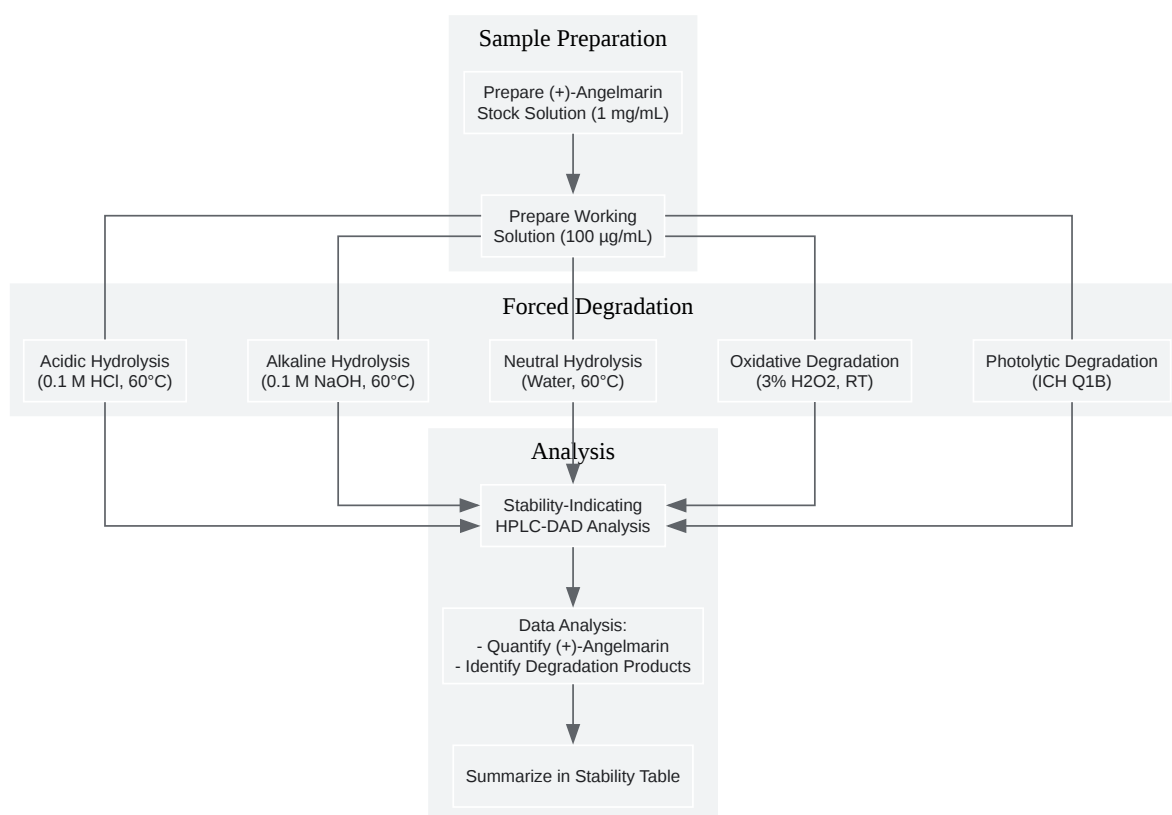 Sample Preparation
Prepare (+)-Angelmarin
Stock Solution (1 mg/mL)
Prepare Working
Solution (100 µg/mL)
Forced Degradation
Acidic Hydrolysis
(0.1 M HCl, 60°C)
Alkaline Hydrolysis
(0.1 M NaOH, 60°C)
Neutral Hydrolysis
(Water, 60°C)
Oxidative Degradation
(3% H2O2, RT)
Photolytic Degradation
(ICH Q1B)
Analysis
Stability-Indicating
HPLC-DAD Analysis
Data Analysis:
- Quantify (+)-Angelmarin
- Identify Degradation Products
Summarize in Stability Table